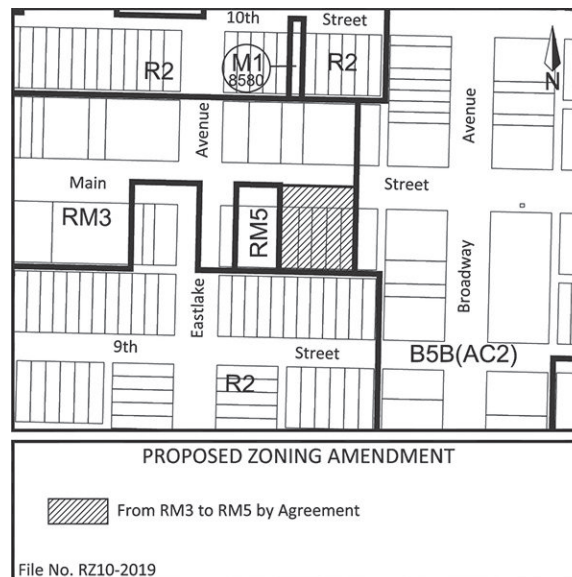 10th Street
R2 M1 R2
8580
Avenue Avenue
Main Street
RM3 RM5
Eastlake Broadway
9th Street B5B(AC2)
R2
N
PROPOSED ZONING AMENDMENT
From RM3 to RM5 by Agreement
File No. RZ10-2019